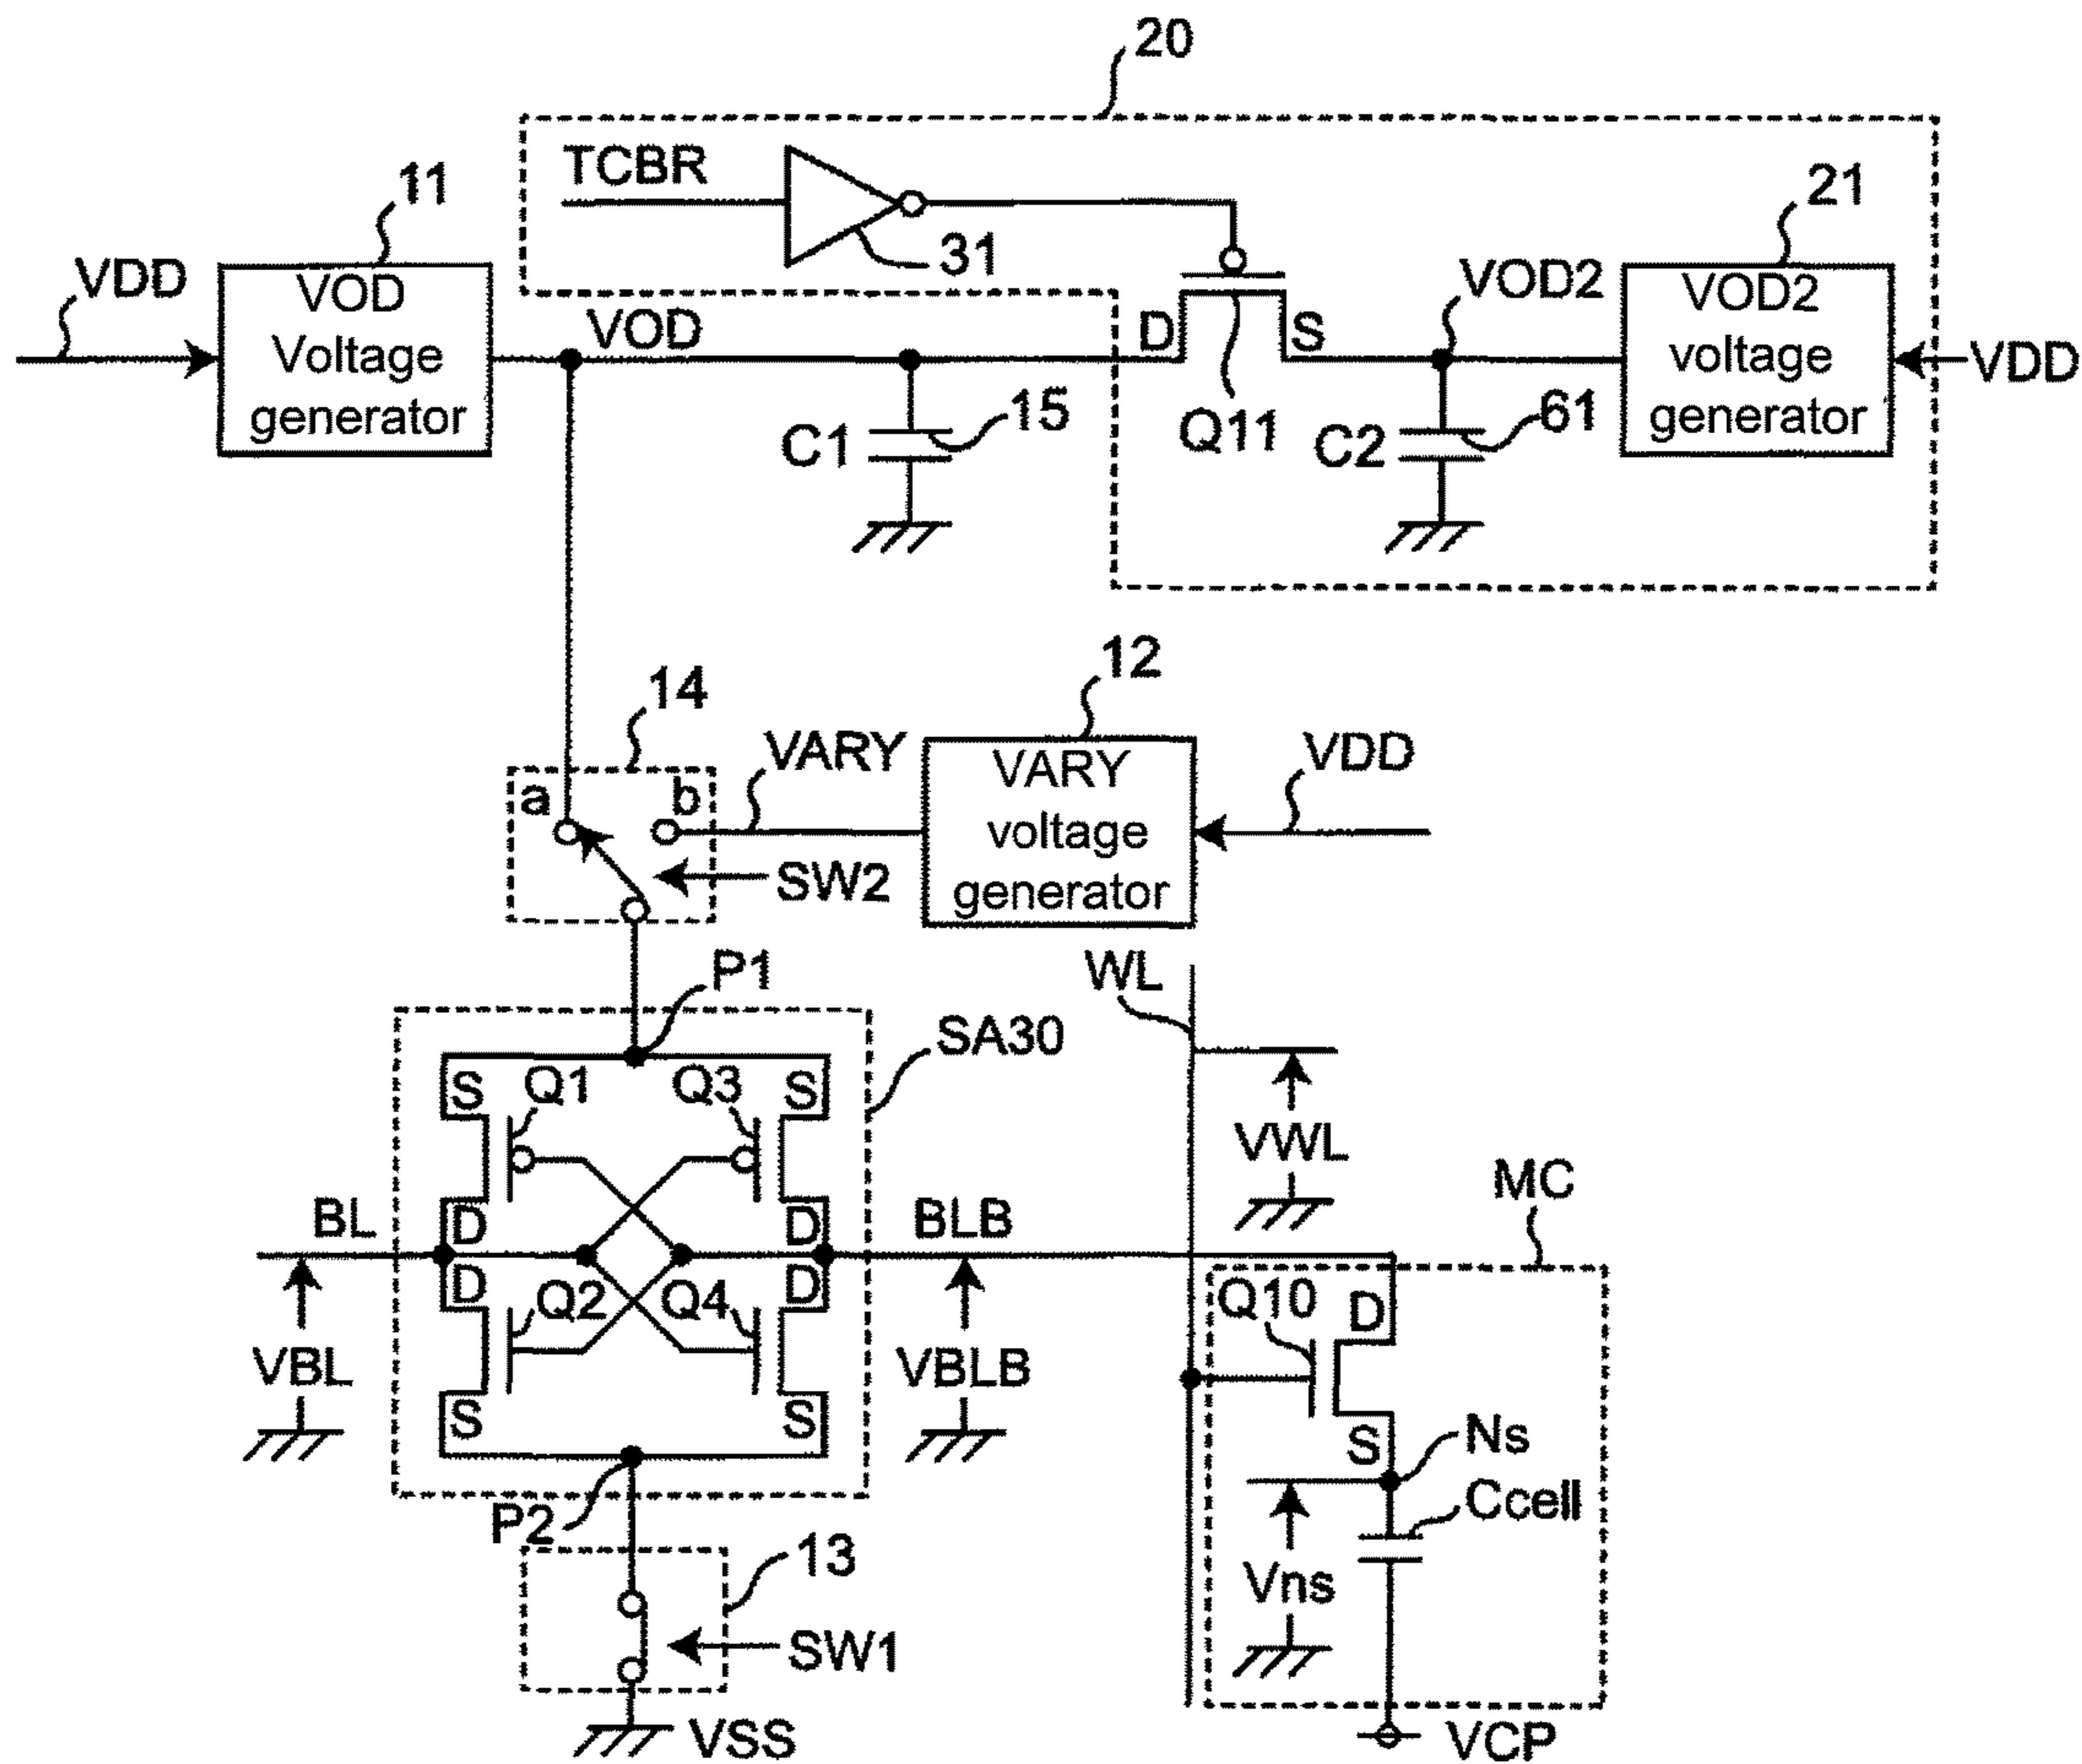 20
TCBR
31
11
21
VDD
VOD
Voltage
generator
VOD
D
S
VOD2
VOD2
voltage
generator
VDD
C1
15
Q11
C2
61
14
12
a
b
VARY
VARY
voltage
generator
VDD
SW2
P1
WL
SA30
S
Q1
Q3
S
VWL
MC
BL
D
D
BLB
D
Q2
Q4
D
Q10
D
VBL
VBLB
S
S
S
Ns
Ccell
P2
13
Vns
SW1
VSS
VCP